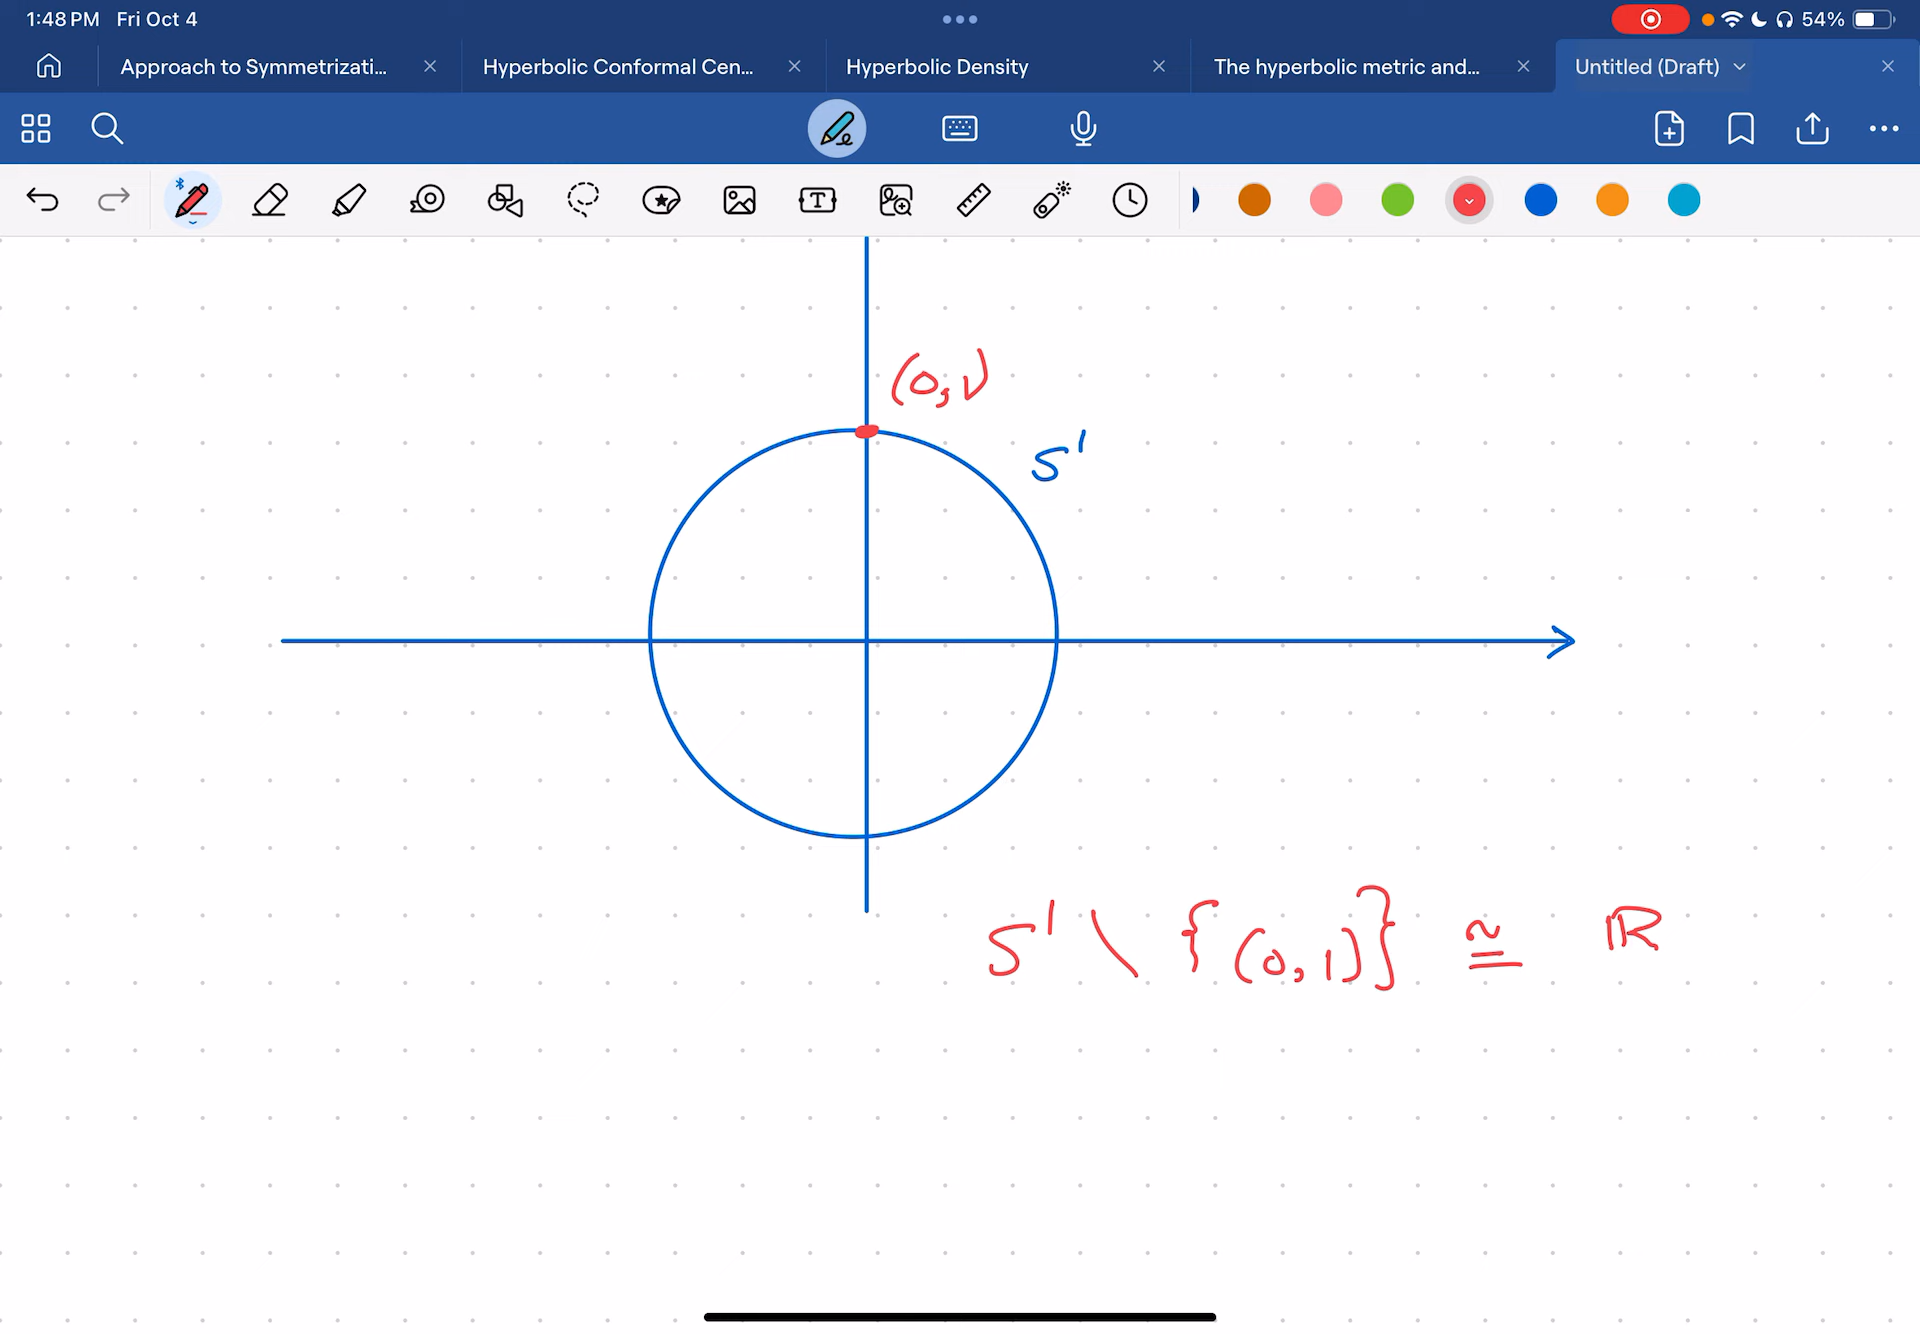 1:48 PM Fri Oct 4 54%
Approach to Symmetrizati... Hyperbolic Conformal Cen... Hyperbolic Density The hyperbolic metric and... Untitled (Draft)
(0,1)
S¹
S¹ \ {(0,1)} ≅ ℝ